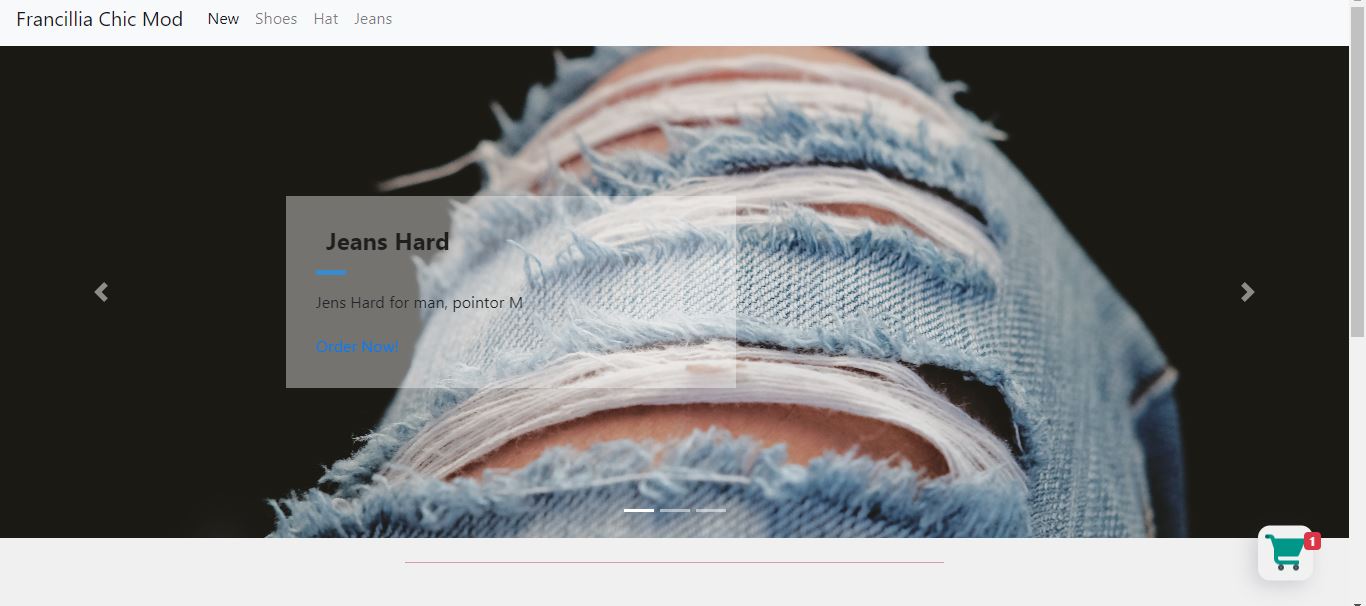 Francillia Chic Mod New Shoes Hat Jeans
Jeans Hard
Jens Hard for man, pointor M
Order Now!
1